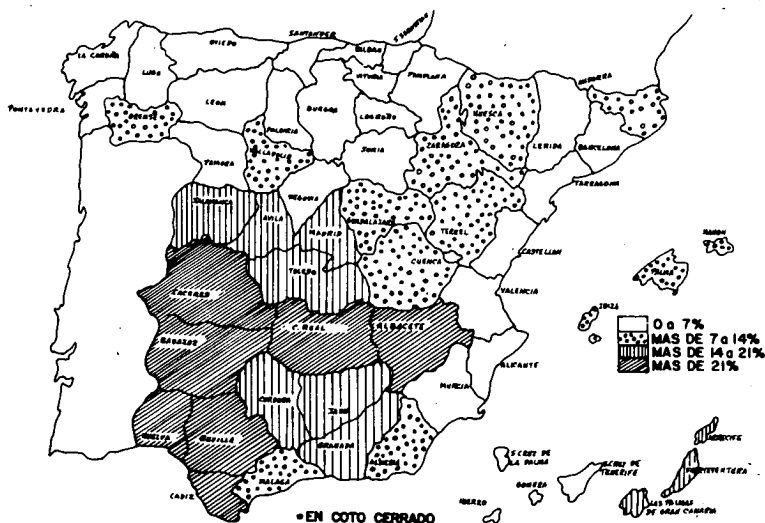 LA CORUÑA
LUGO
OVIEDO
SANTANDER
BILBAO
VITORIA
PAMPLONA
ANDORRA
PONTEVEDRA
ORENSE
LEON
PALENCIA
BURGOS
LOGROÑO
HUESCA
LERIDA
BARCELONA
ZAMORA
VALLADOLID
SORIA
ZARAGOZA
TARRAGONA
SALAMANCA
AVILA
SEGOVIA
MADRID
GUADALAJARA
TERUEL
CASTELLON
MAHON
PALMA
IBIZA
TOLEDO
CUENCA
VALENCIA
CACERES
BADAJOZ
C. REAL
ALBACETE
ALICANTE
MURCIA
0 a 7%
MAS DE 7 a 14%
MAS DE 14 a 21%
MAS DE 21%
CORDOBA
JAEN
HUELVA
SEVILLA
GRANADA
ALMERIA
CADIZ
MALAGA
S. CRUZ DE
LA PALMA
GOMERA
HIERRO
S. CRUZ DE
TENERIFE
ARRECIFE
FUERTEVENTURA
LAS PALMAS
DE GRAN CANARIA
*EN COTO CERRADO